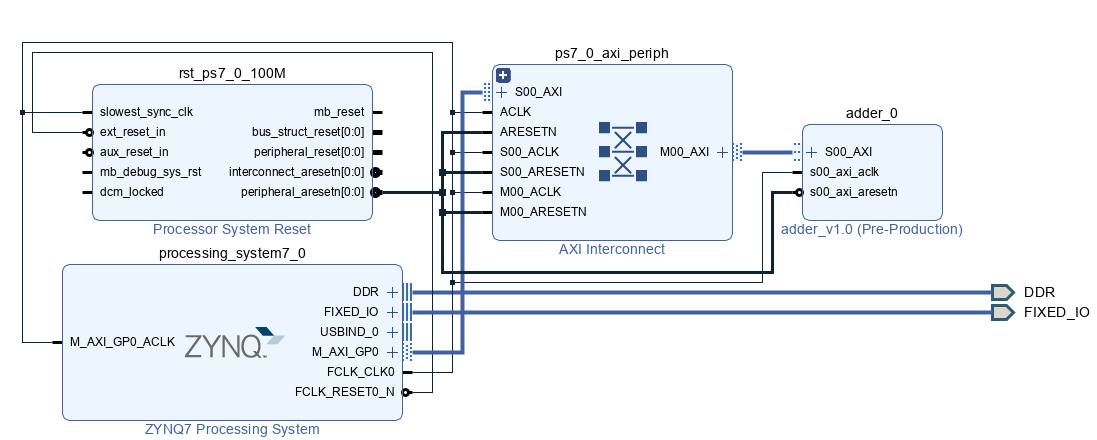 rst_ps7_0_100M
slowest_sync_clk
ext_reset_in
aux_reset_in
mb_debug_sys_rst
dcm_locked
mb_reset
bus_struct_reset[0:0]
peripheral_reset[0:0]
interconnect_aresetn[0:0]
peripheral_aresetn[0:0]
Processor System Reset
ps7_0_axi_periph
S00_AXI
ACLK
ARESETN
S00_ACLK
S00_ARESETN
M00_ACLK
M00_ARESETN
M00_AXI
AXI Interconnect
adder_0
S00_AXI
s00_axi_aclk
s00_axi_aresetn
adder_v1.0 (Pre-Production)
processing_system7_0
M_AXI_GP0_ACLK
ZYNQ
DDR
FIXED_IO
USBIND_0
M_AXI_GP0
FCLK_CLK0
FCLK_RESET0_N
ZYNQ7 Processing System
DDR
FIXED_IO